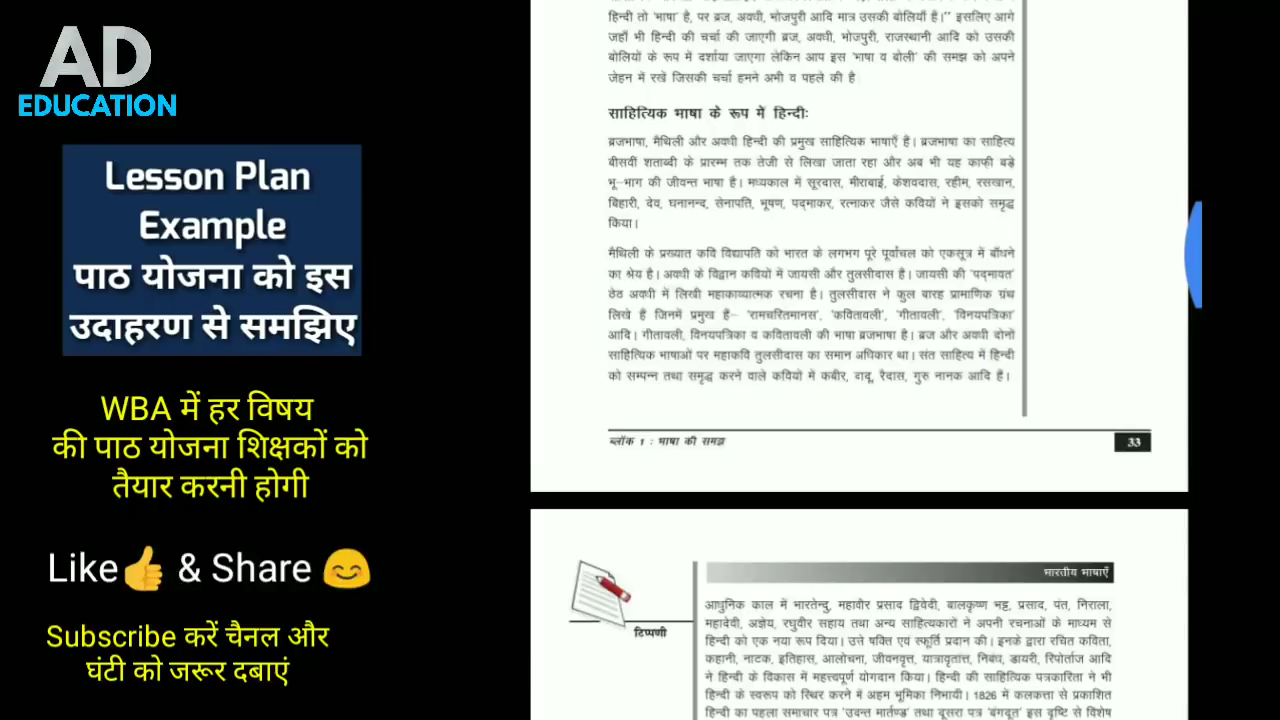 AD
EDUCATION
Lesson Plan
Example
पाठ योजना को इस
उदाहरण से समझिए
WBA में हर विषय
की पाठ योजना शिक्षकों को
तैयार करनी होगी
Like👍 & Share 😊
Subscribe करें चैनल और
घंटी को जरूर दबाएं
हिन्दी तो 'भाषा' है, पर ब्रज, अवधी, भोजपुरी आदि मात्र उसकी बोलियाँ हैं।" इसलिए आगे
जहाँ भी हिन्दी की चर्चा की जाएगी ब्रज, अवधी, भोजपुरी, राजस्थानी आदि को उसकी
बोलियों के रूप में दर्शाया जाएगा लेकिन आप इस 'भाषा व बोली' की समझ को अपने
जेहन में रखें जिसकी चर्चा हमने अभी व पहले की है
साहित्यिक भाषा के रूप में हिन्दीः
ब्रजभाषा, मैथिली और अवधी हिन्दी की प्रमुख साहित्यिक भाषाएँ हैं। ब्रजभाषा का साहित्य
बीसवीं शताब्दी के प्रारम्भ तक तेजी से लिखा जाता रहा और अब भी यह काफी बड़े
भू–भाग की जीवन्त भाषा है। मध्यकाल में सूरदास, मीराबाई, केशवदास, रहीम, रसखान,
बिहारी, देव, घनानन्द, सेनापति, भूषण, पद्माकर, रत्नाकर जैसे कवियों ने इसको समृद्ध
किया।
मैथिली के प्रख्यात कवि विद्यापति को भारत के लगभग पूरे पूर्वांचल को एकसूत्र में बाँधने
का श्रेय है। अवधी के विद्वान कवियों में जायसी और तुलसीदास है। जायसी की 'पद्मावत'
ठेठ अवधी में लिखी महाकाव्यात्मक रचना है। तुलसीदास ने कुल बारह प्रामाणिक ग्रंथ
लिखे हैं जिनमें प्रमुख हैं– 'रामचरितमानस', 'कवितावली', 'गीतावली', 'विनयपत्रिका'
आदि। गीतावली, विनयपत्रिका व कवितावली की भाषा ब्रजभाषा है। ब्रज और अवधी दोनों
साहित्यिक भाषाओं पर महाकवि तुलसीदास का समान अधिकार था। संत साहित्य में हिन्दी
को सम्पन्न तथा समृद्ध करने वाले कवियो में कबीर, दादू, रैदास, गुरु नानक आदि हैं।
ब्लॉक 1 : भाषा की समझ
33
भारतीय भाषाएँ
टिप्पणी
आधुनिक काल में भारतेन्दु, महावीर प्रसाद द्विवेदी, बालकृष्ण भट्ट, प्रसाद, पंत, निराला,
महादेवी, अज्ञेय, रघुवीर सहाय तथा अन्य साहित्यकारों ने अपनी रचनाओं के माध्यम से
हिन्दी को एक नया रूप दिया। उसे षक्ति एवं स्फूर्ति प्रदान की। इनके द्वारा रचित कविता,
कहानी, नाटक, इतिहास, आलोचना, जीवनवृत्त, यात्रावृतात्त, निबंध, डायरी, रिपोर्ताज आदि
ने हिन्दी के विकास में महत्त्वपूर्ण योगदान किया। हिन्दी की साहित्यिक पत्रकारिता ने भी
हिन्दी के स्वरूप को स्थिर करने में अहम भूमिका निभायी। 1826 में कलकत्ता से प्रकाशित
हिन्दी का पहला समाचार पत्र 'उदन्त मार्तण्ड' तथा दूसरा पत्र 'बंगदूत' इस दृष्टि से विशेष